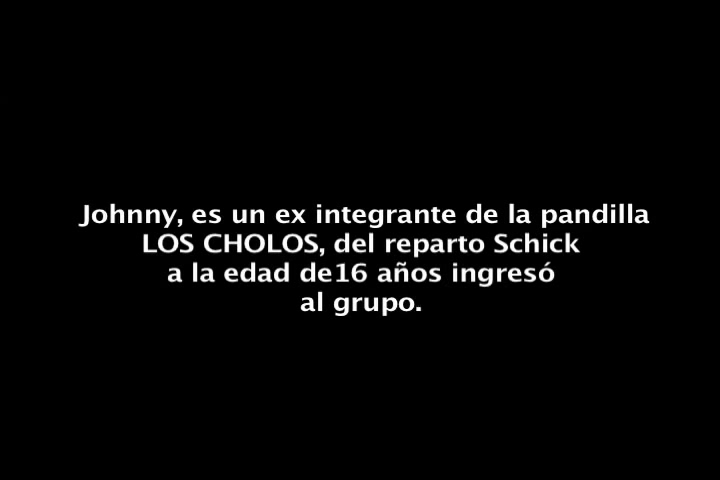 Johnny, es un ex integrante de la pandilla
LOS CHOLOS, del reparto Schick
a la edad de16 años ingresó
al grupo.